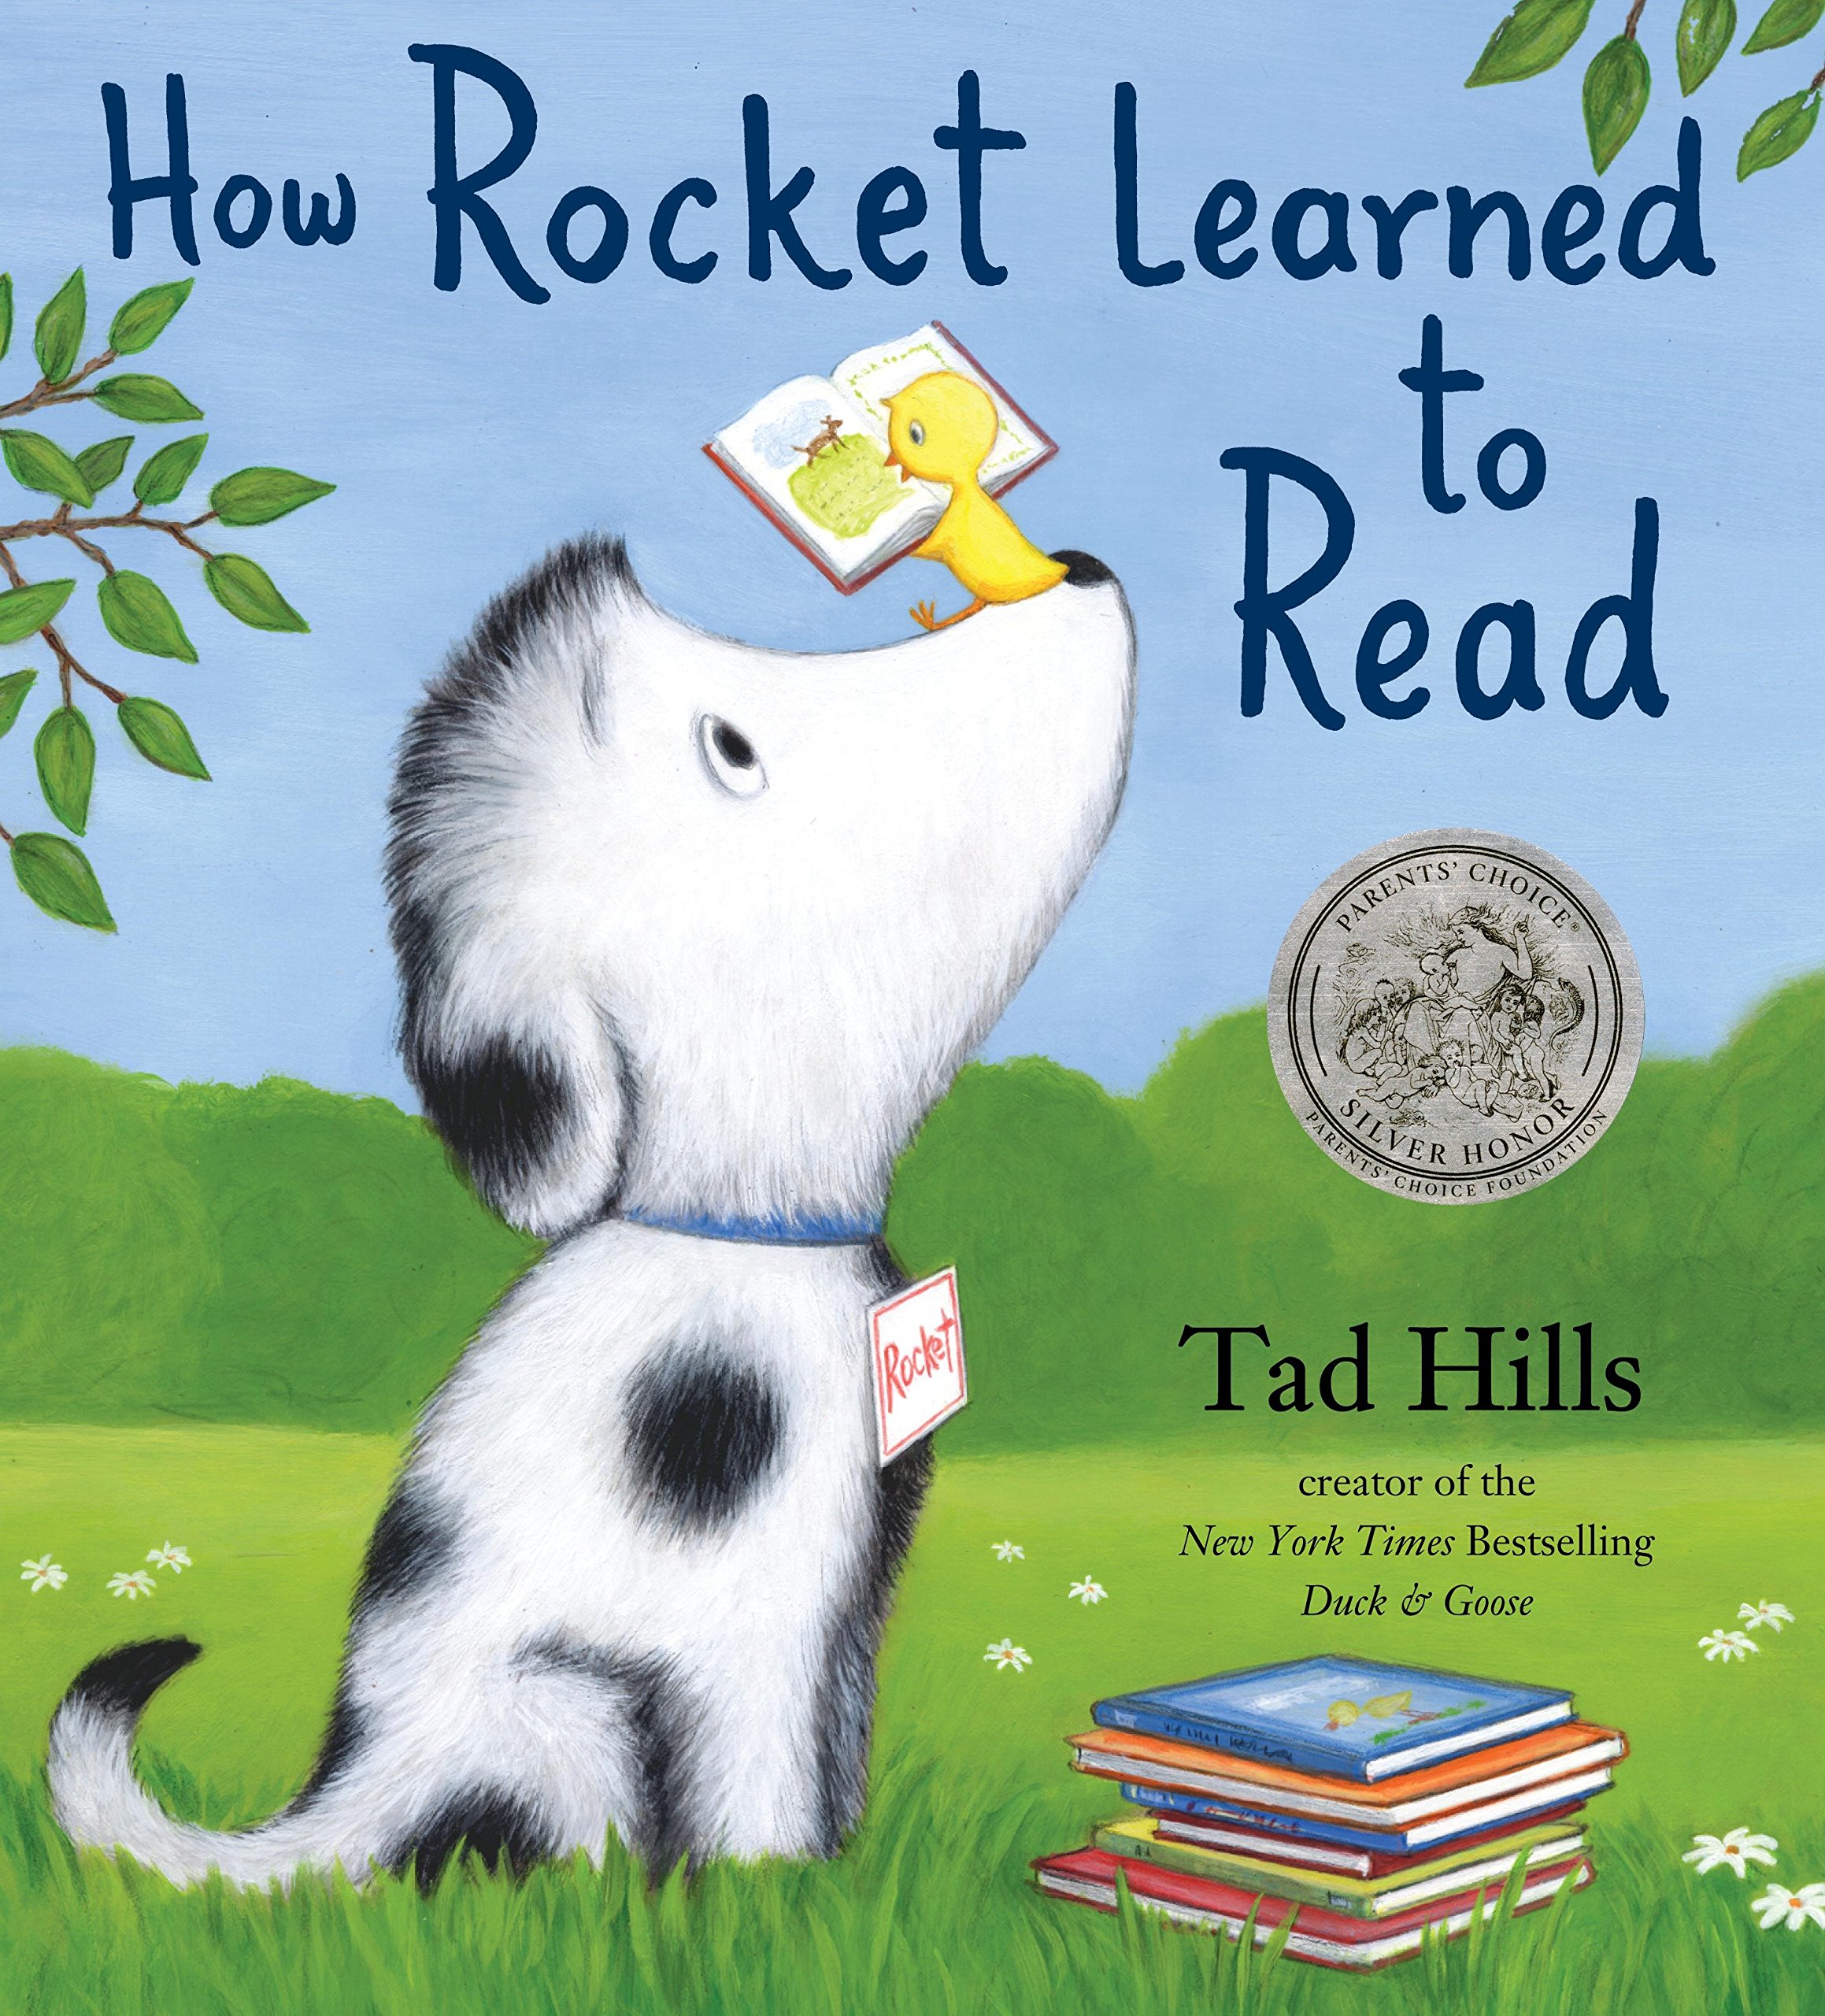 How Rocket Learned
to
Read
PARENTS' CHOICE®
SILVER HONOR
PARENTS' CHOICE FOUNDATION
Rocket
Tad Hills
creator of the
New York Times Bestselling
Duck & Goose